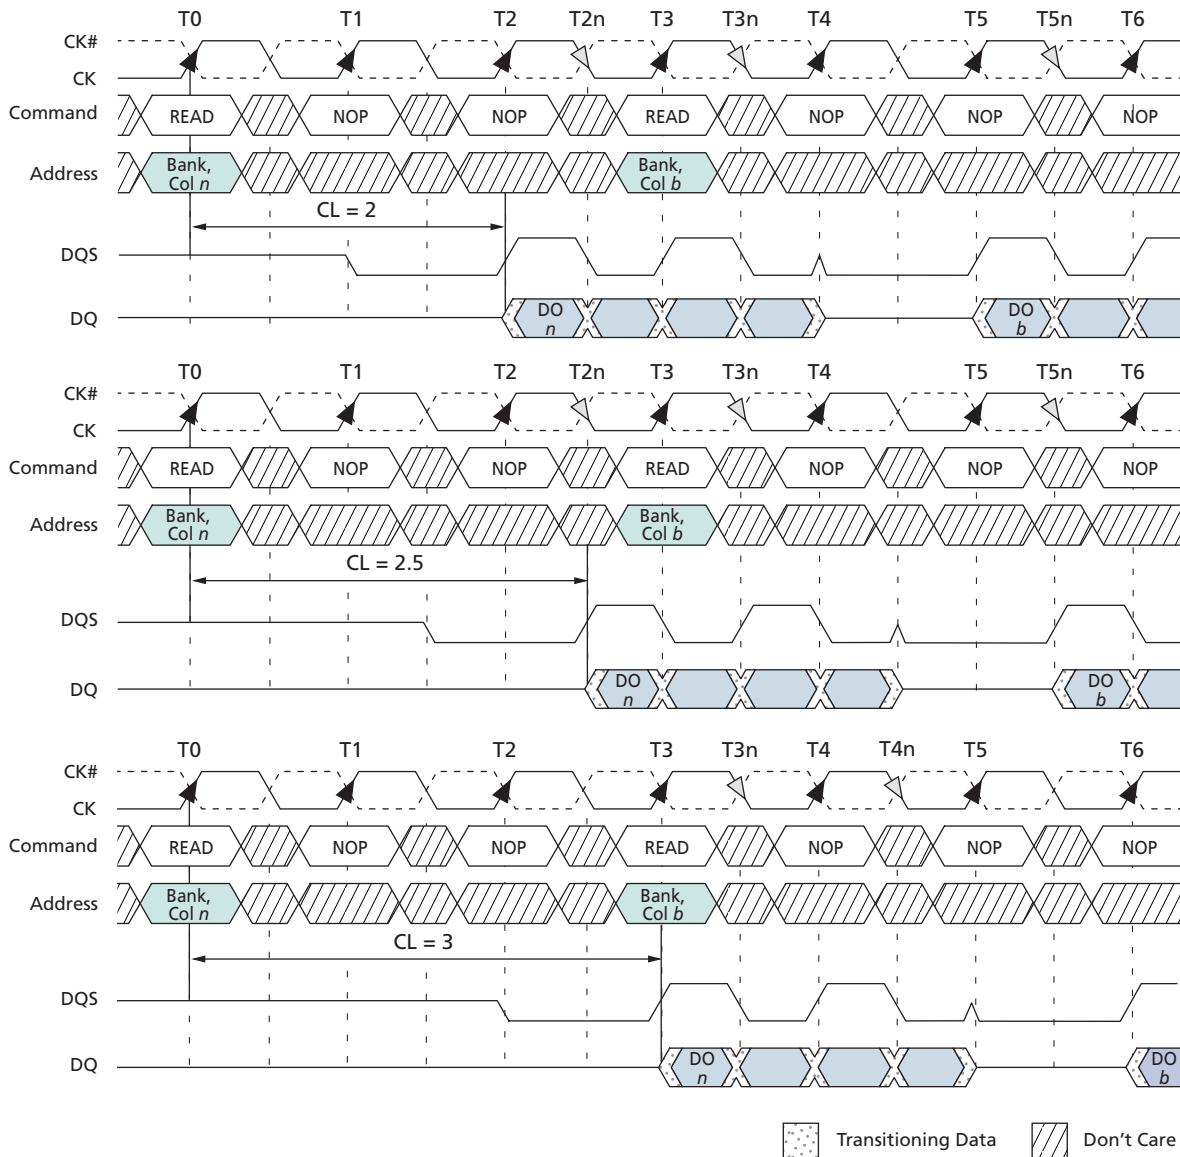 T0 T1 T2 T2n T3 T3n T4 T5 T5n T6
CK#
CK
Command READ NOP NOP READ NOP NOP NOP
Address Bank, Col n Bank, Col b
CL = 2
DQS
DQ DO n DO b
T0 T1 T2 T2n T3 T3n T4 T5 T5n T6
CK#
CK
Command READ NOP NOP READ NOP NOP NOP
Address Bank, Col n Bank, Col b
CL = 2.5
DQS
DQ DO n DO b
T0 T1 T2 T3 T3n T4 T4n T5 T6
CK#
CK
Command READ NOP NOP READ NOP NOP NOP
Address Bank, Col n Bank, Col b
CL = 3
DQS
DQ DO n DO b
Transitioning Data Don't Care